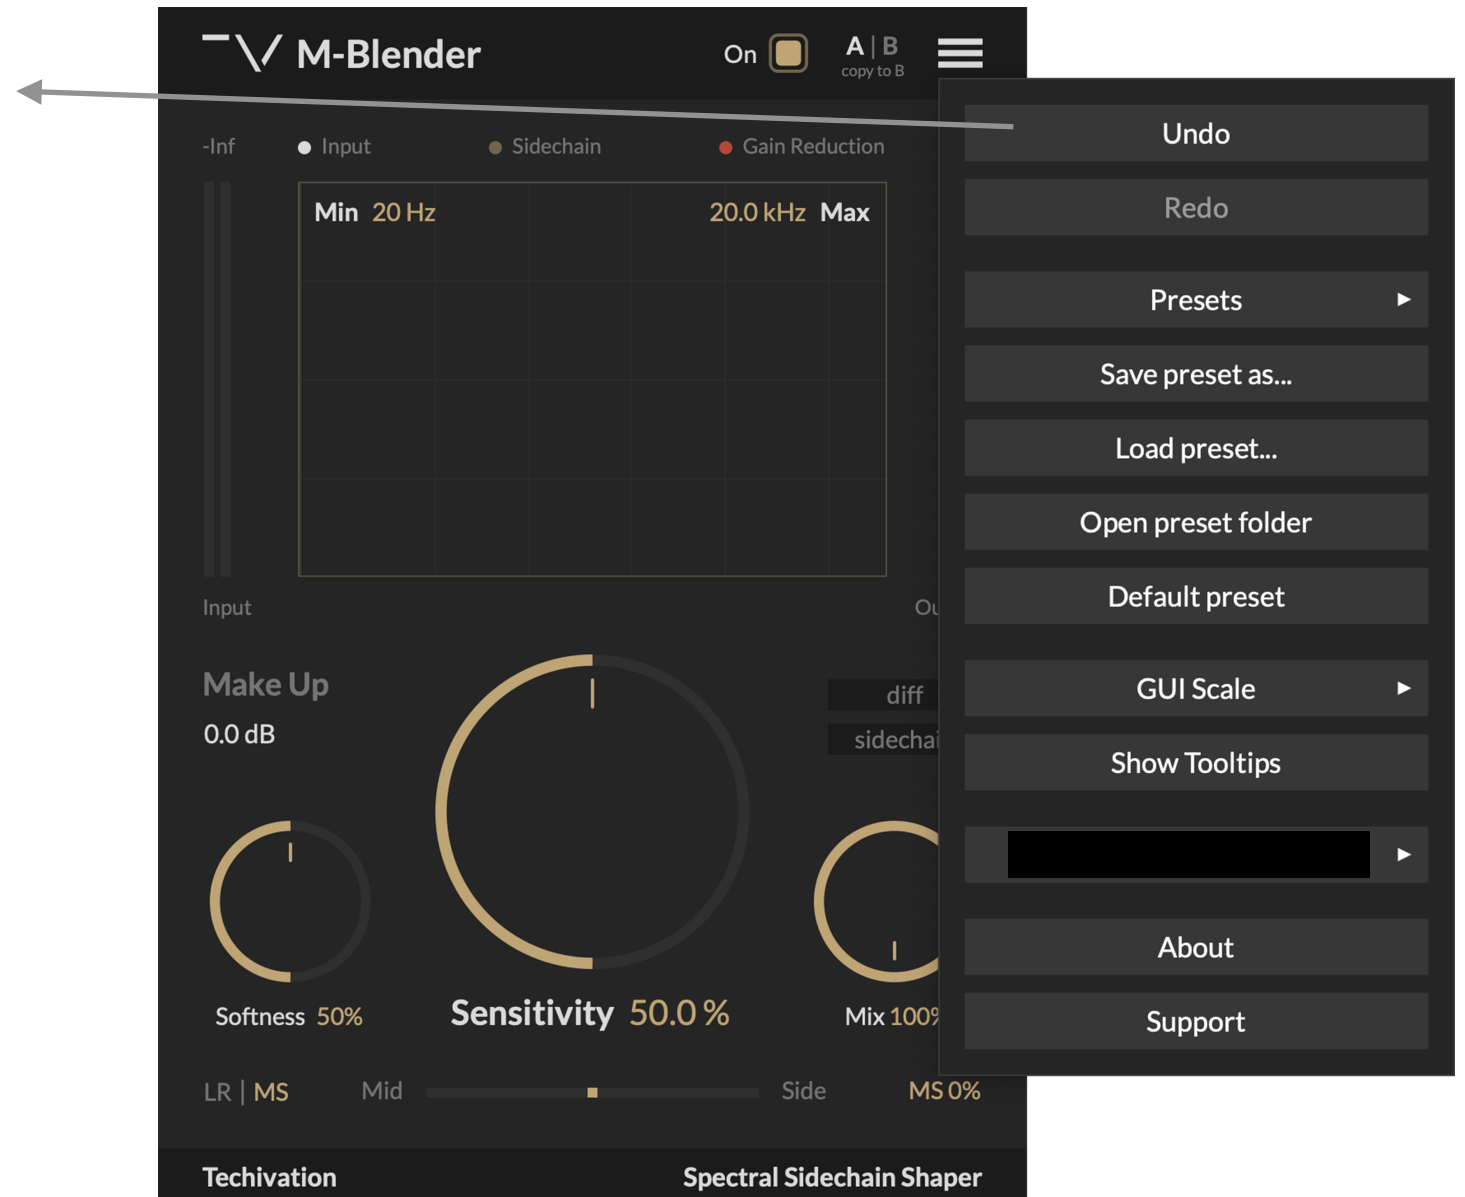 M-Blender
On
A | B
copy to B
-Inf
Input
Sidechain
Gain Reduction
Min 20 Hz
20.0 kHz Max
Input
Make Up
0.0 dB
diff
Softness 50%
Sensitivity 50.0 %
Mix 100%
LR | MS
Mid
Side
MS 0%
Techivation
Spectral Sidechain Shaper
Undo
Redo
Presets
Save preset as...
Load preset...
Open preset folder
Default preset
GUI Scale
Show Tooltips
About
Support